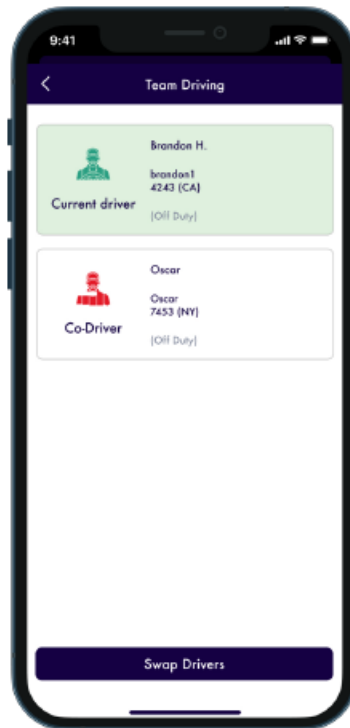 9:41
Team Driving
Brandon H.
brandon1
4243 (CA)
Current driver
(Off Duty)
Oscar
Oscar
7453 (NY)
Co-Driver
(Off Duty)
Swap Drivers